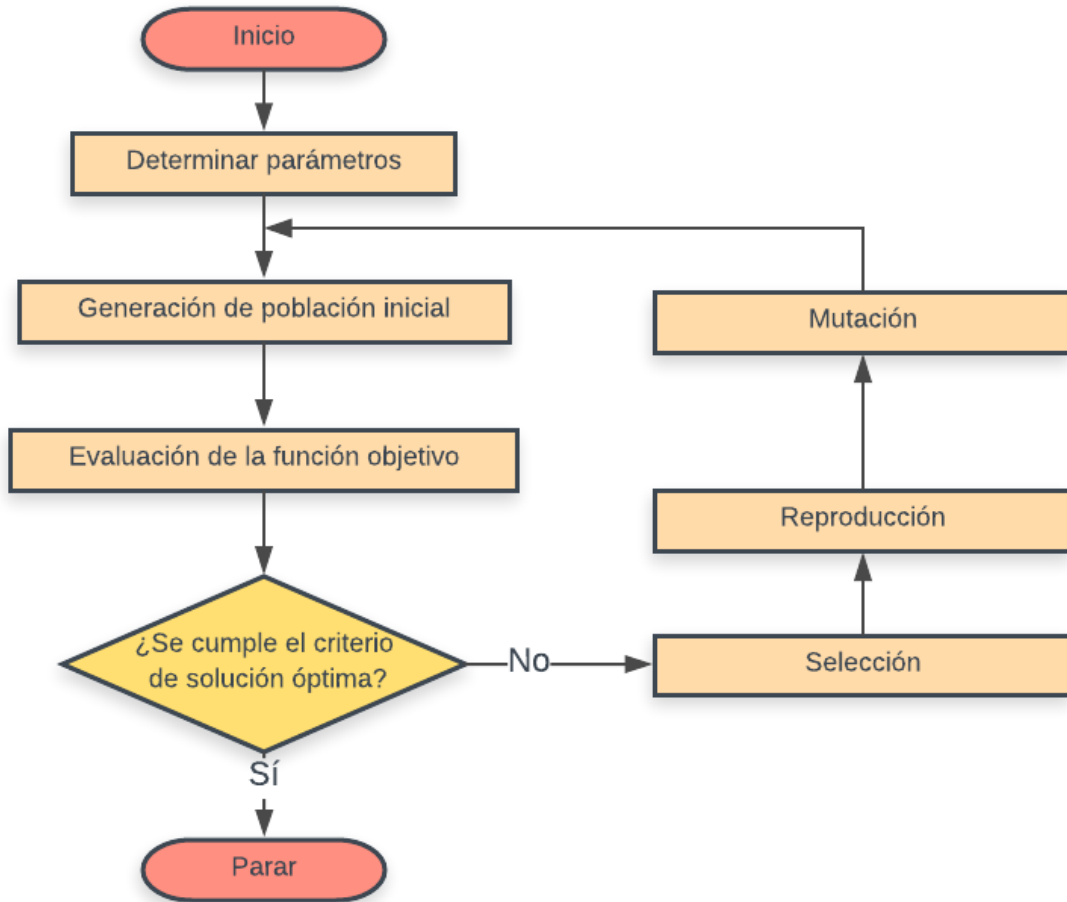 Inicio
Determinar parámetros
Generación de población inicial
Evaluación de la función objetivo
¿Se cumple el criterio
de solución óptima?
No
Sí
Parar
Mutación
Reproducción
Selección